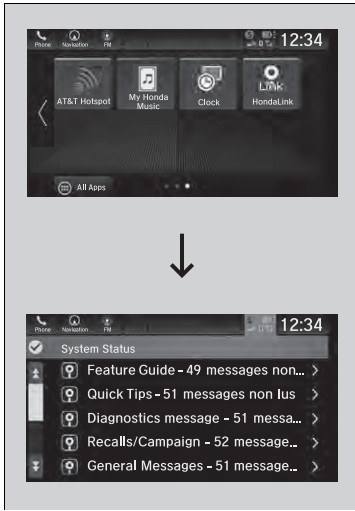 Phone Navigation FM 12:34
AT&T Hotspot
My Honda
Music
Clock
Link
HondaLink
All Apps
Phone Navigation FM 12:34
System Status
Feature Guide – 49 messages non...
Quick Tips – 51 messages non lus
Diagnostics message – 51 messa...
Recalls/Campaign – 52 message...
General Messages – 51 message...